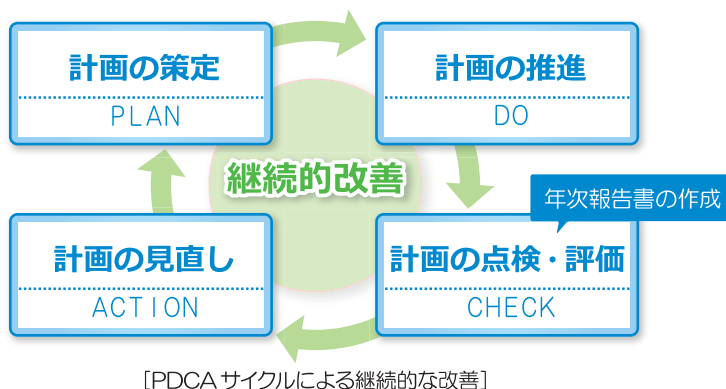 計画の策定
PLAN
計画の推進
DO
継続的改善
年次報告書の作成
計画の見直し
ACTION
計画の点検・評価
CHECK
[PDCAサイクルによる継続的な改善]